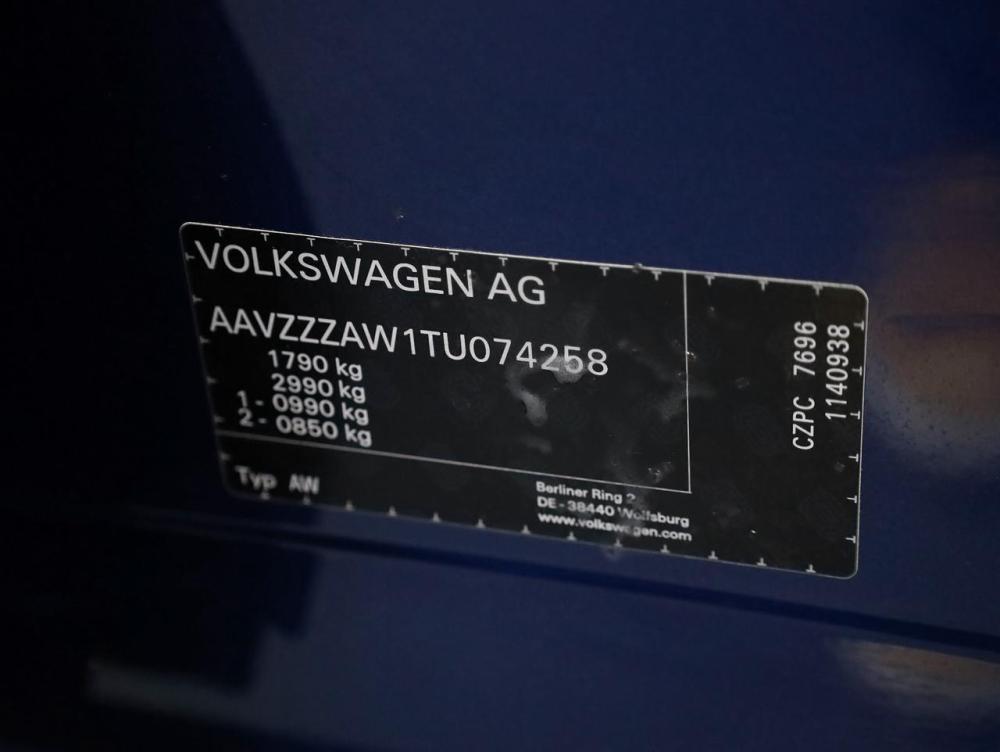 VOLKSWAGEN AG
AAVZZZAW1TU074258
1790 kg
2990 kg
1 - 0990 kg
2 - 0850 kg
Typ AW
Berliner Ring 2
DE - 38440 Wolfsburg
www.volkswagen.com
CZPC 7696
1140938